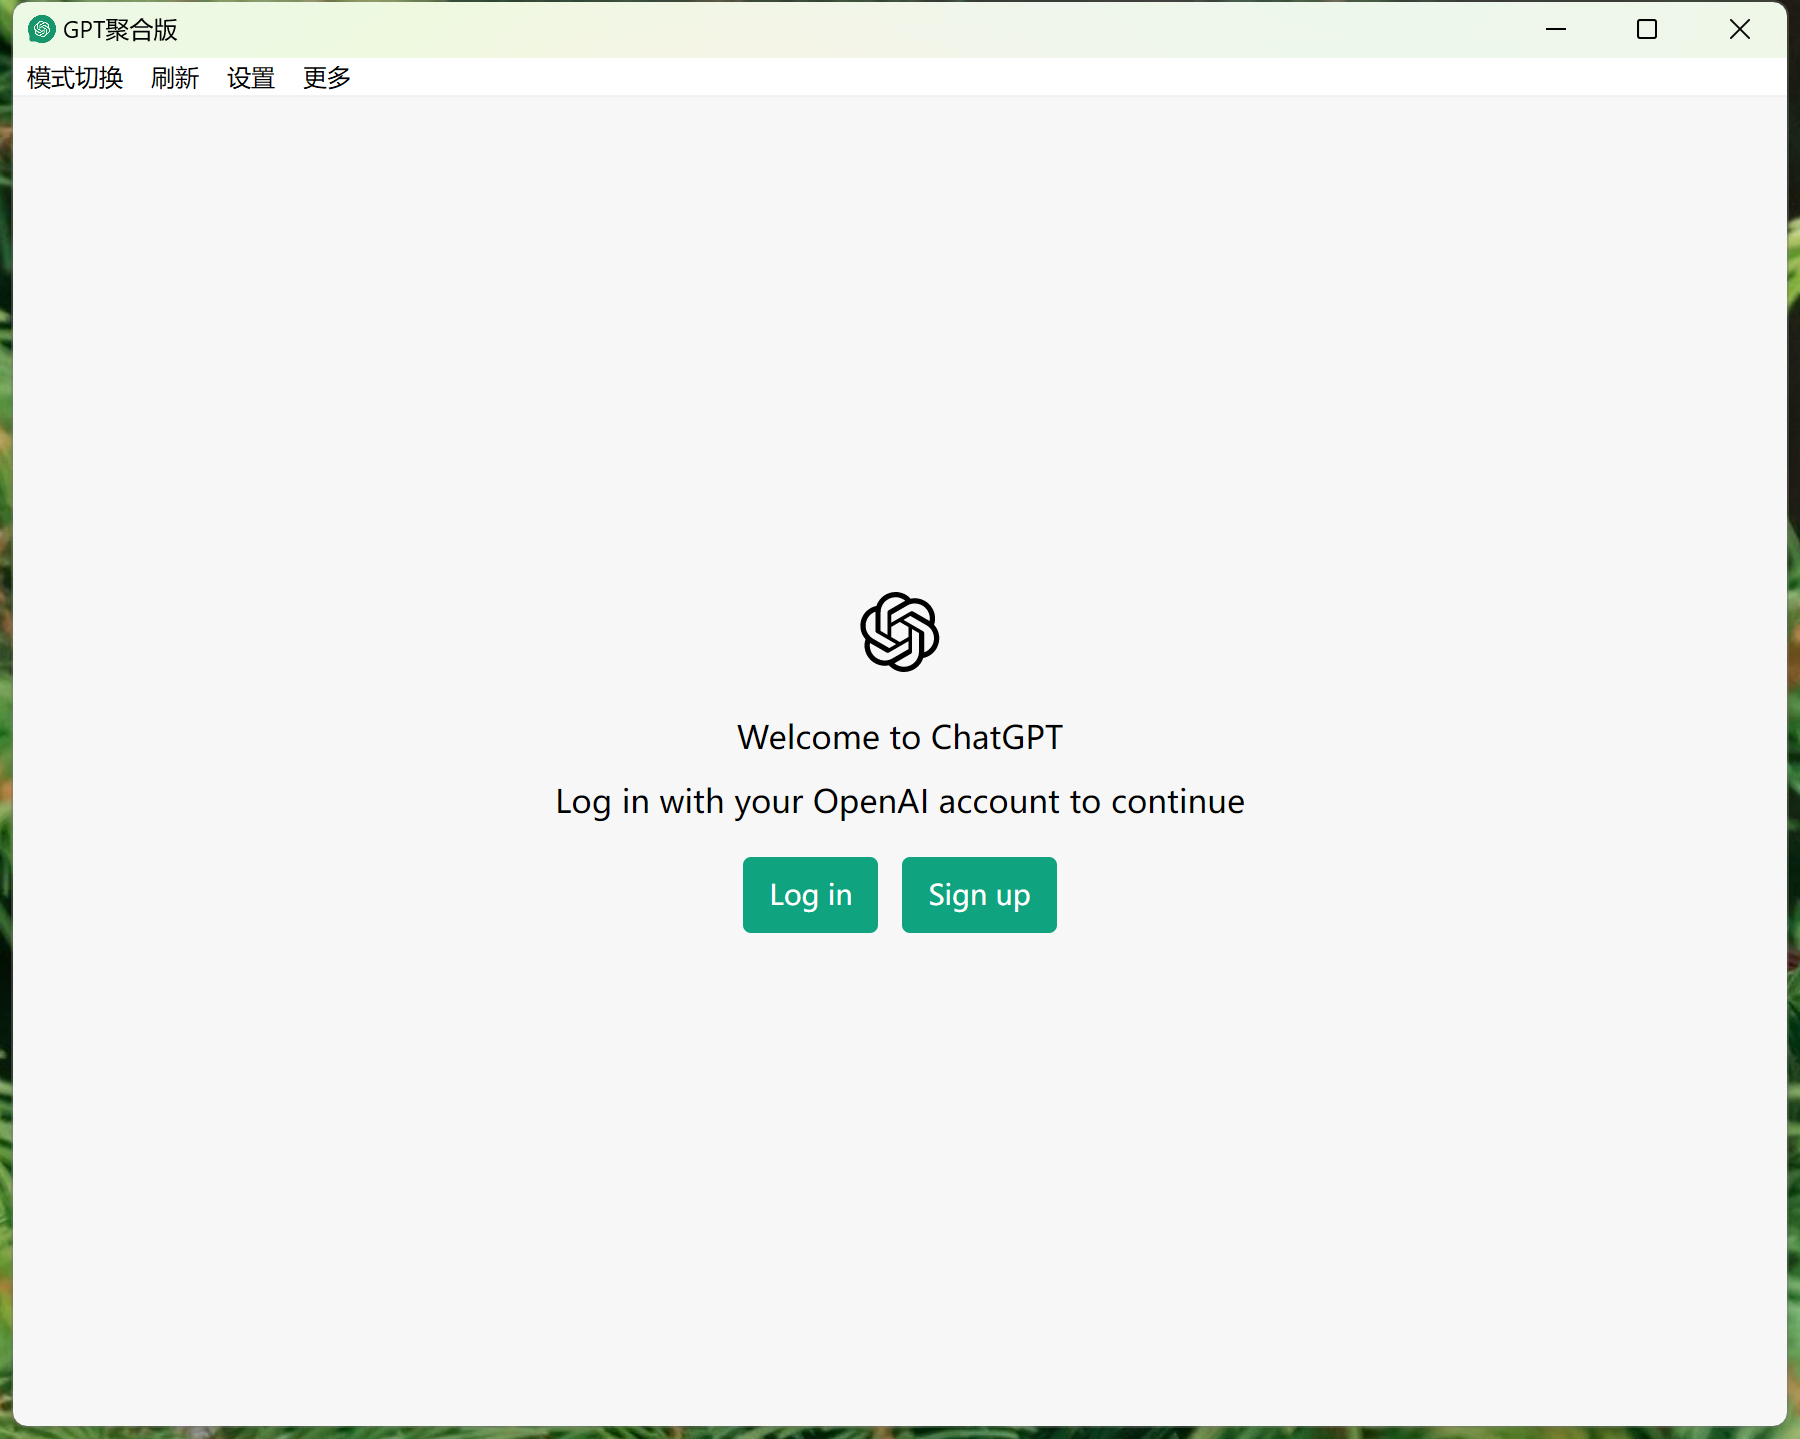 GPT聚合版
模式切换 刷新 设置 更多
Welcome to ChatGPT
Log in with your OpenAI account to continue
Log in Sign up